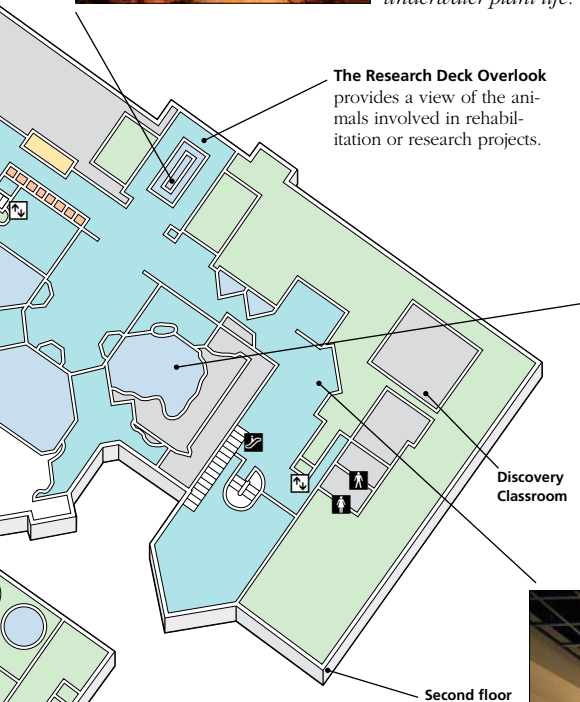 underwater plant life.
The Research Deck Overlook
provides a view of the ani-
mals involved in rehabil-
itation or research projects.
Discovery
Classroom
Second floor